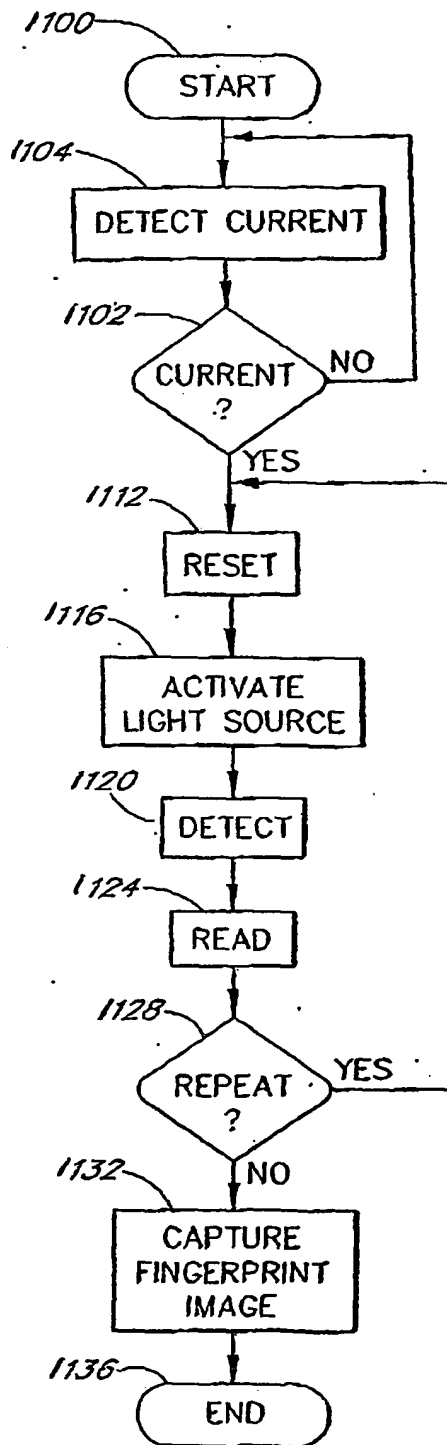 1100
START
1104
DETECT CURRENT
1102
CURRENT
?
NO
YES
1112
RESET
1116
ACTIVATE
LIGHT SOURCE
1120
DETECT
1124
READ
1128
REPEAT
?
YES
NO
1132
CAPTURE
FINGERPRINT
IMAGE
1136
END